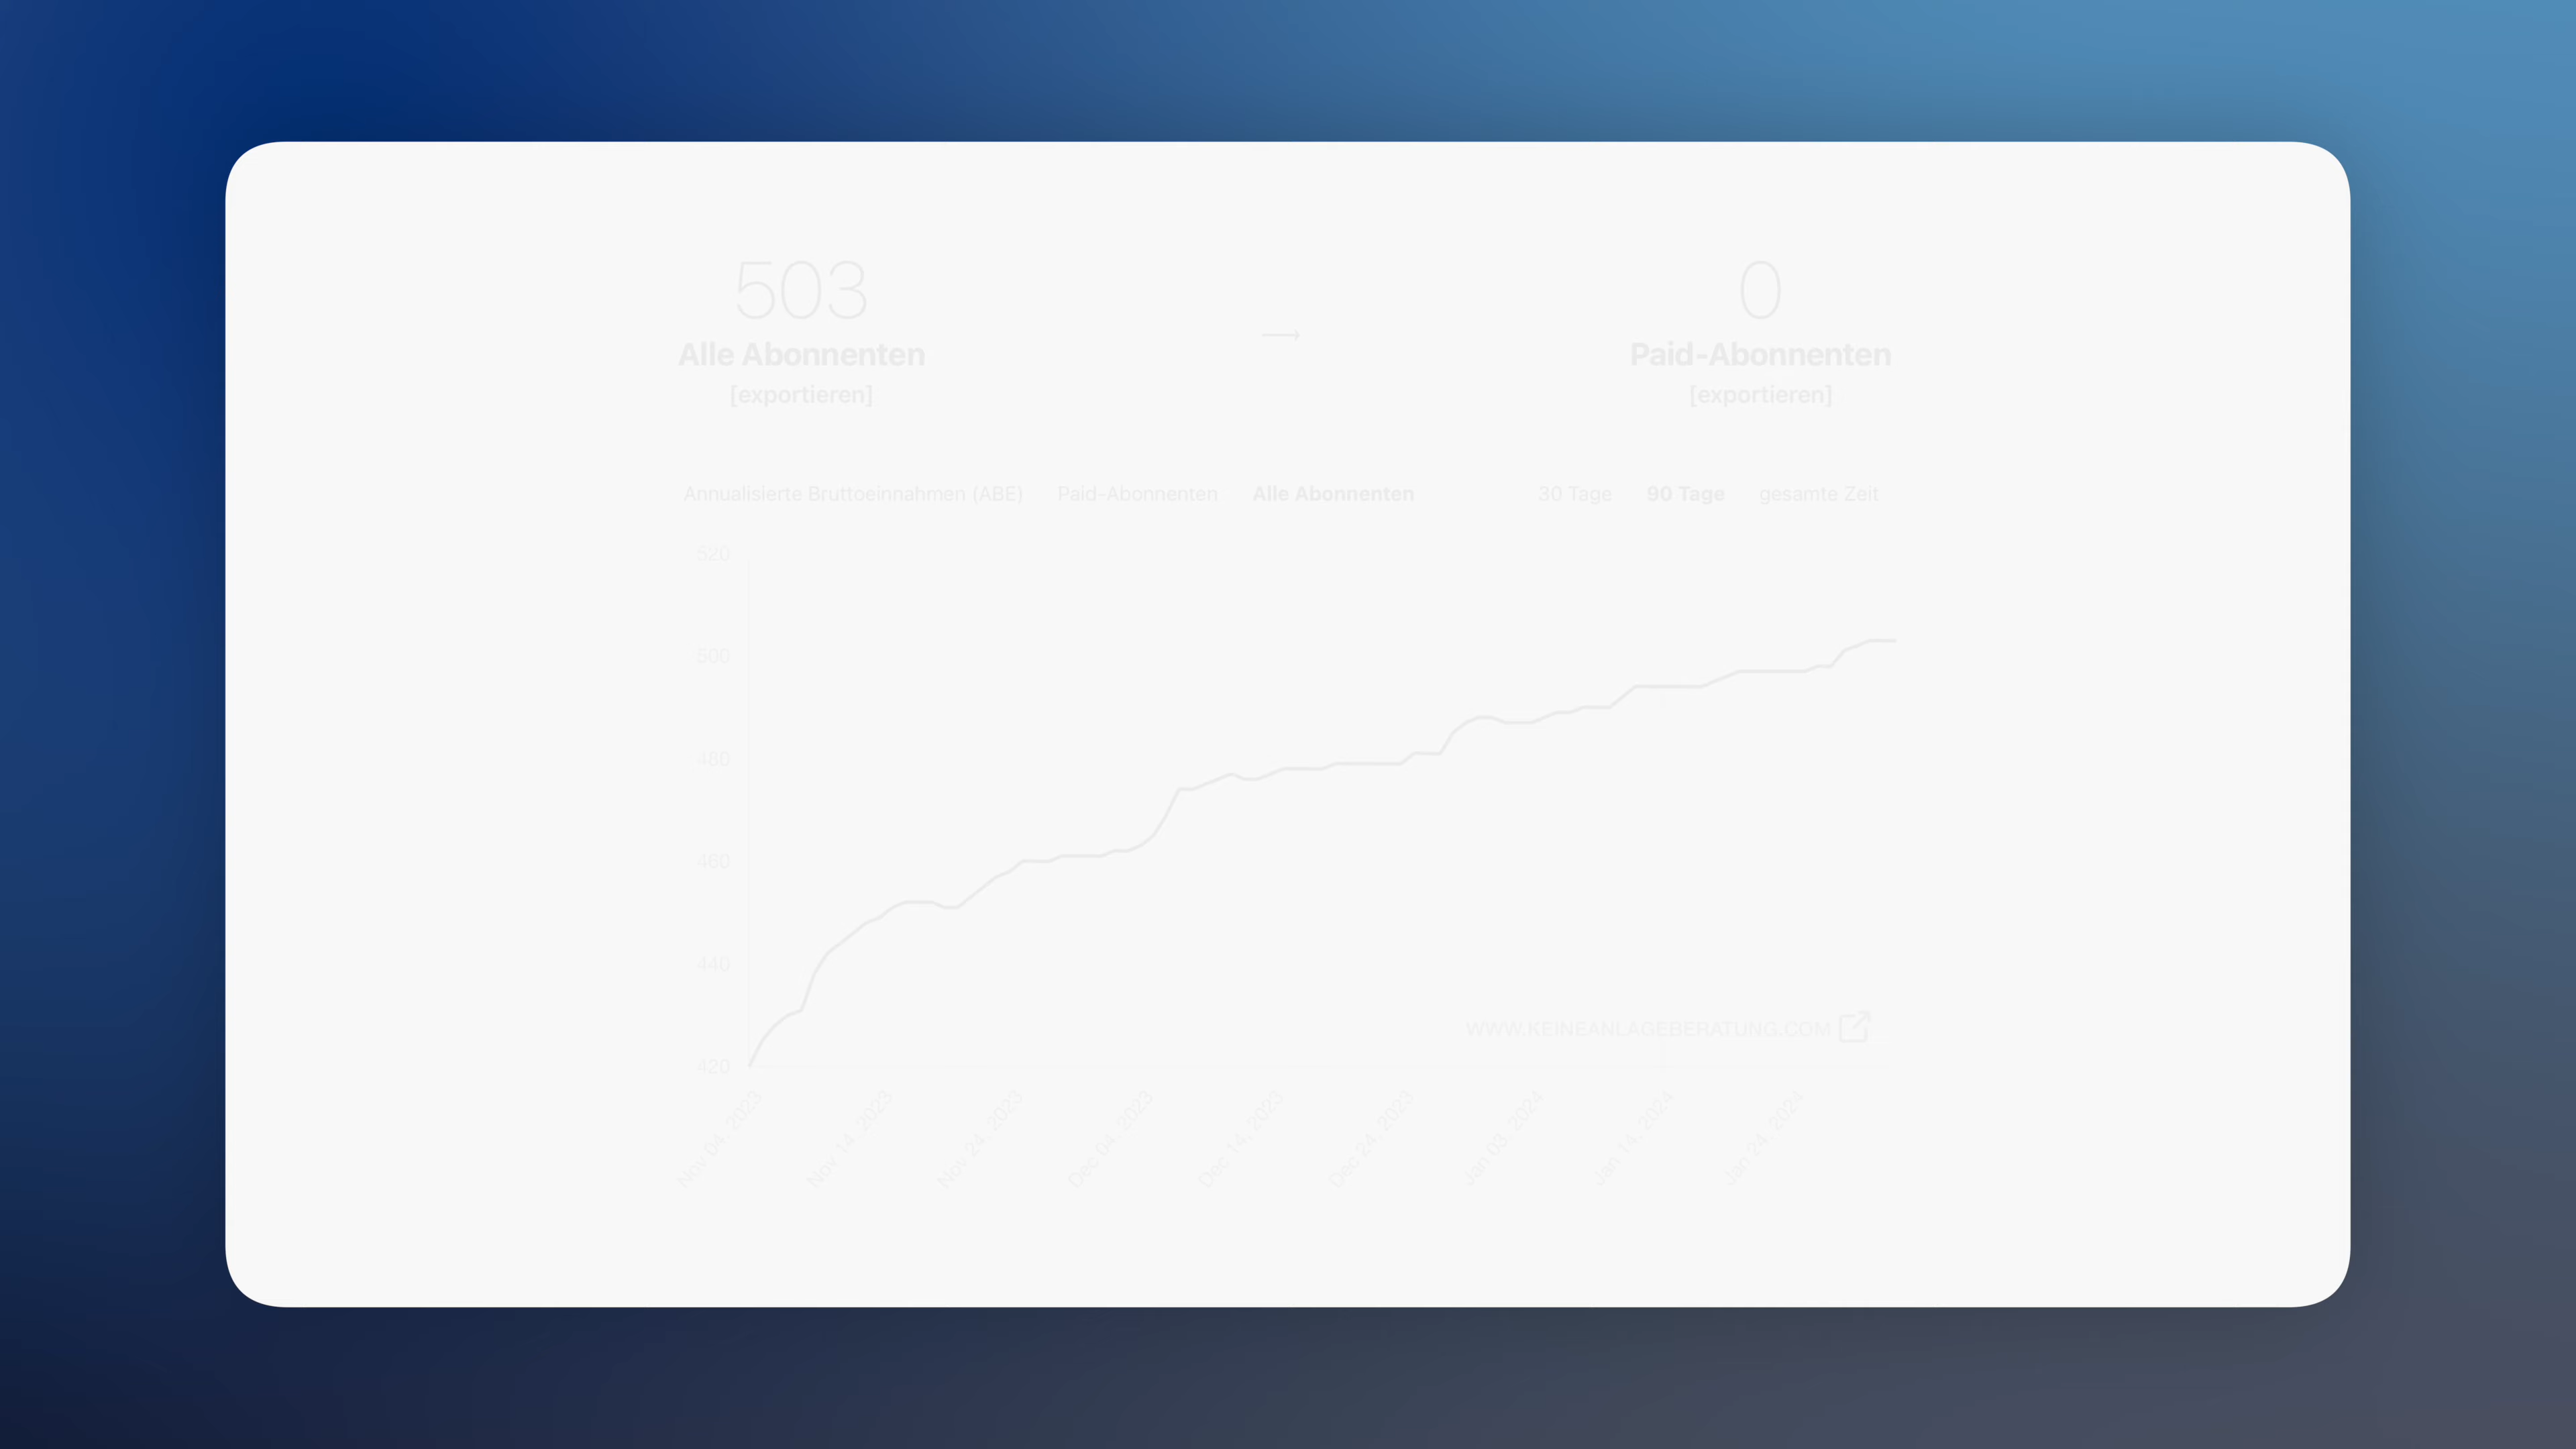 503
0
Alle Abonnenten
Paid-Abonnenten
[exportieren]
[exportieren]
Annualisierte Bruttoeinnahmen (ABE) Paid-Abonnenten Alle Abonnenten 30 Tage 90 Tage gesamte Zeit
520
500
480
460
440
WWW.KEINEANLAGEBERATUNG.COM
420
Nov 04, 2023
Nov 14, 2023
Nov 24, 2023
Dec 04, 2023
Dec 14, 2023
Dec 24, 2023
Jan 03, 2024
Jan 14, 2024
Jan 24, 2024